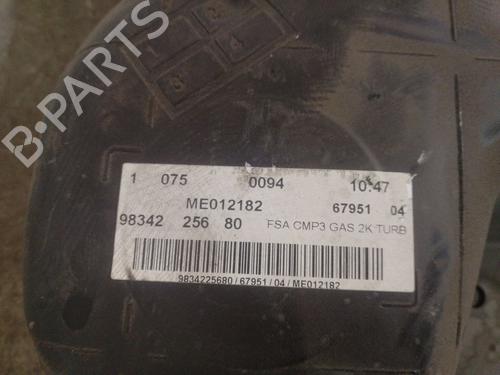 B-PARTS
1 075 0094 10:47
ME012182 67951 04
98342 256 80 FSA CMP3 GAS 2K TURB
9834225680/67951/04/ME012182